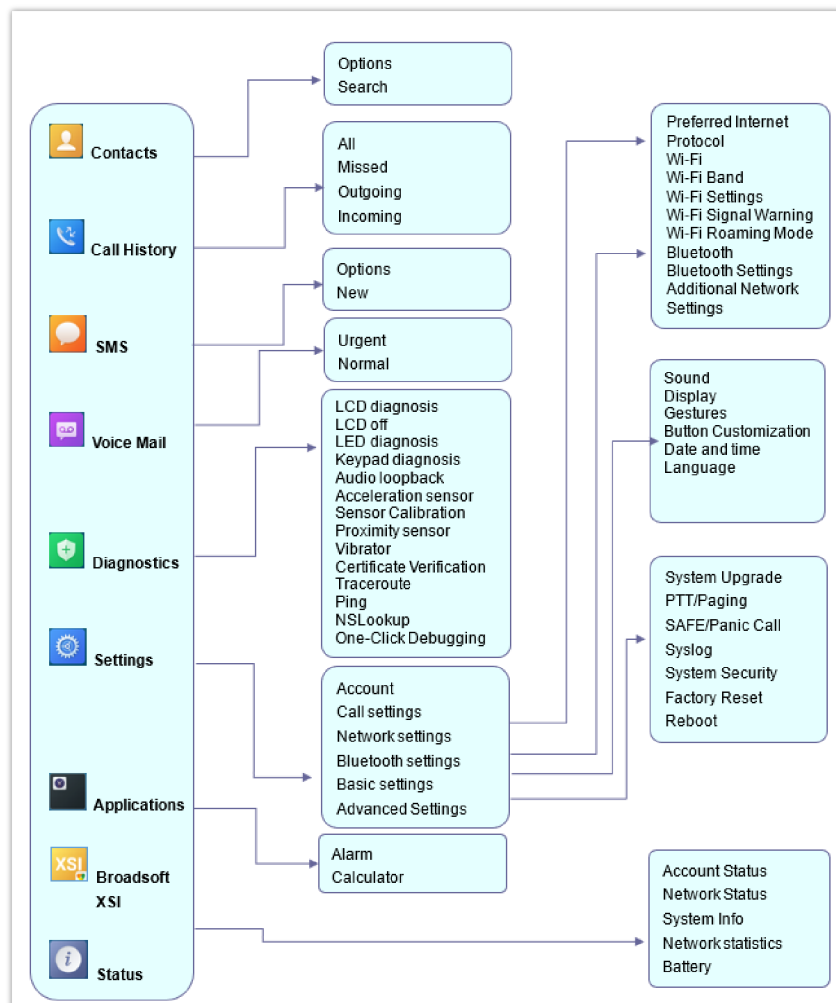 Contacts
Call History
SMS
Voice Mail
Diagnostics
Settings
Applications
XSI
Broadsoft
XSI
Status
Options
Search
All
Missed
Outgoing
Incoming
Options
New
Urgent
Normal
LCD diagnosis
LCD off
LED diagnosis
Keypad diagnosis
Audio loopback
Acceleration sensor
Sensor Calibration
Proximity sensor
Vibrator
Certificate Verification
Traceroute
Ping
NSLookup
One-Click Debugging
Account
Call settings
Network settings
Bluetooth settings
Basic settings
Advanced Settings
Alarm
Calculator
Preferred Internet
Protocol
Wi-Fi
Wi-Fi Band
Wi-Fi Settings
Wi-Fi Signal Warning
Wi-Fi Roaming Mode
Bluetooth
Bluetooth Settings
Additional Network
Settings
Sound
Display
Gestures
Button Customization
Date and time
Language
System Upgrade
PTT/Paging
SAFE/Panic Call
Syslog
System Security
Factory Reset
Reboot
Account Status
Network Status
System Info
Network statistics
Battery